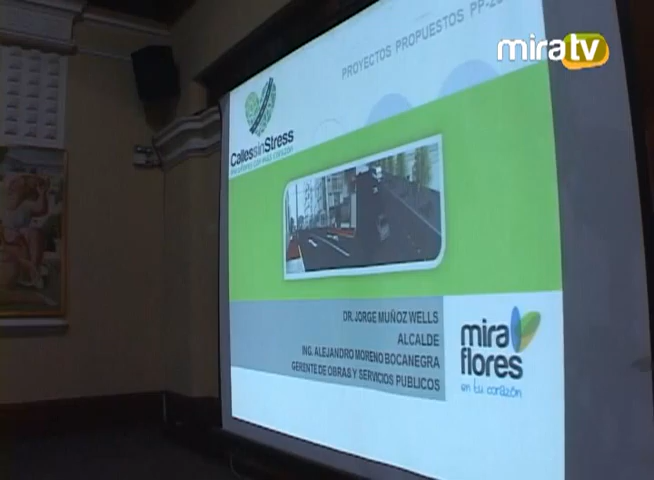 miratv
PROYECTOS PROPUESTOS PP-20
CallessinStress
DR. JORGE MUÑOZ WELLS
ALCALDE
ING. ALEJANDRO MORENO BOCANEGRA
GERENTE DE OBRAS Y SERVICIOS PUBLICOS
mira
flores
en tu corazón